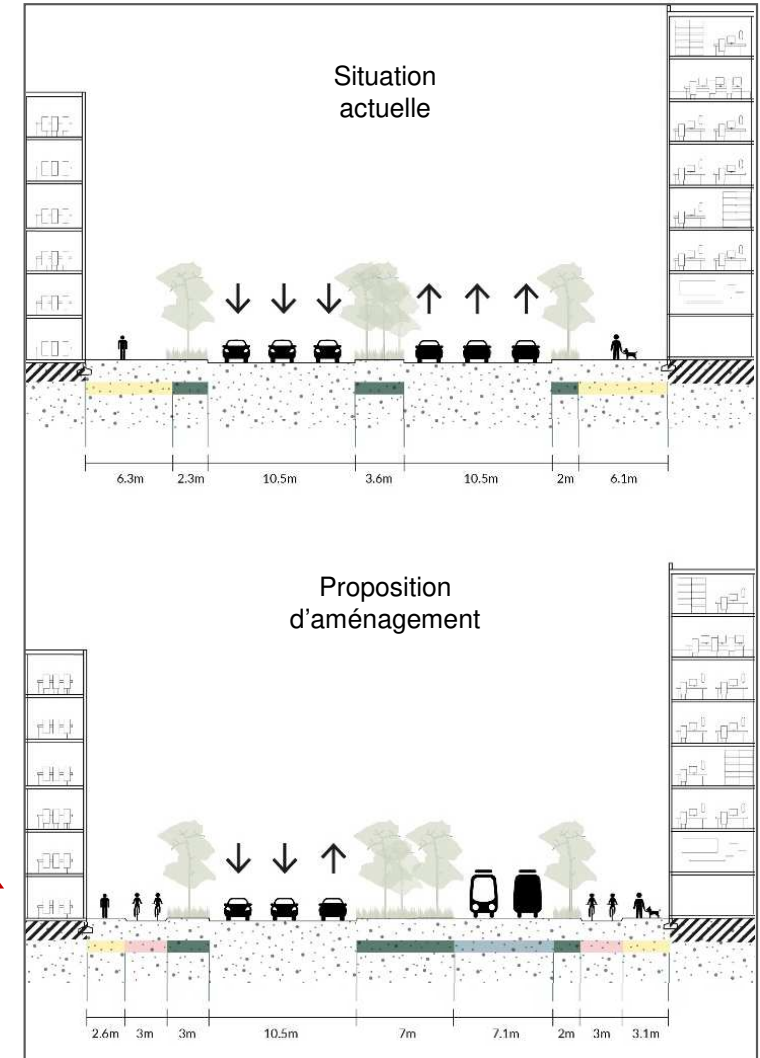 Situation
actuelle
6.3m 2.3m 10.5m 3.6m 10.5m 2m 6.1m
Proposition
d'aménagement
2.6m 3m 3m 10.5m 7m 7.1m 2m 3m 3.1m